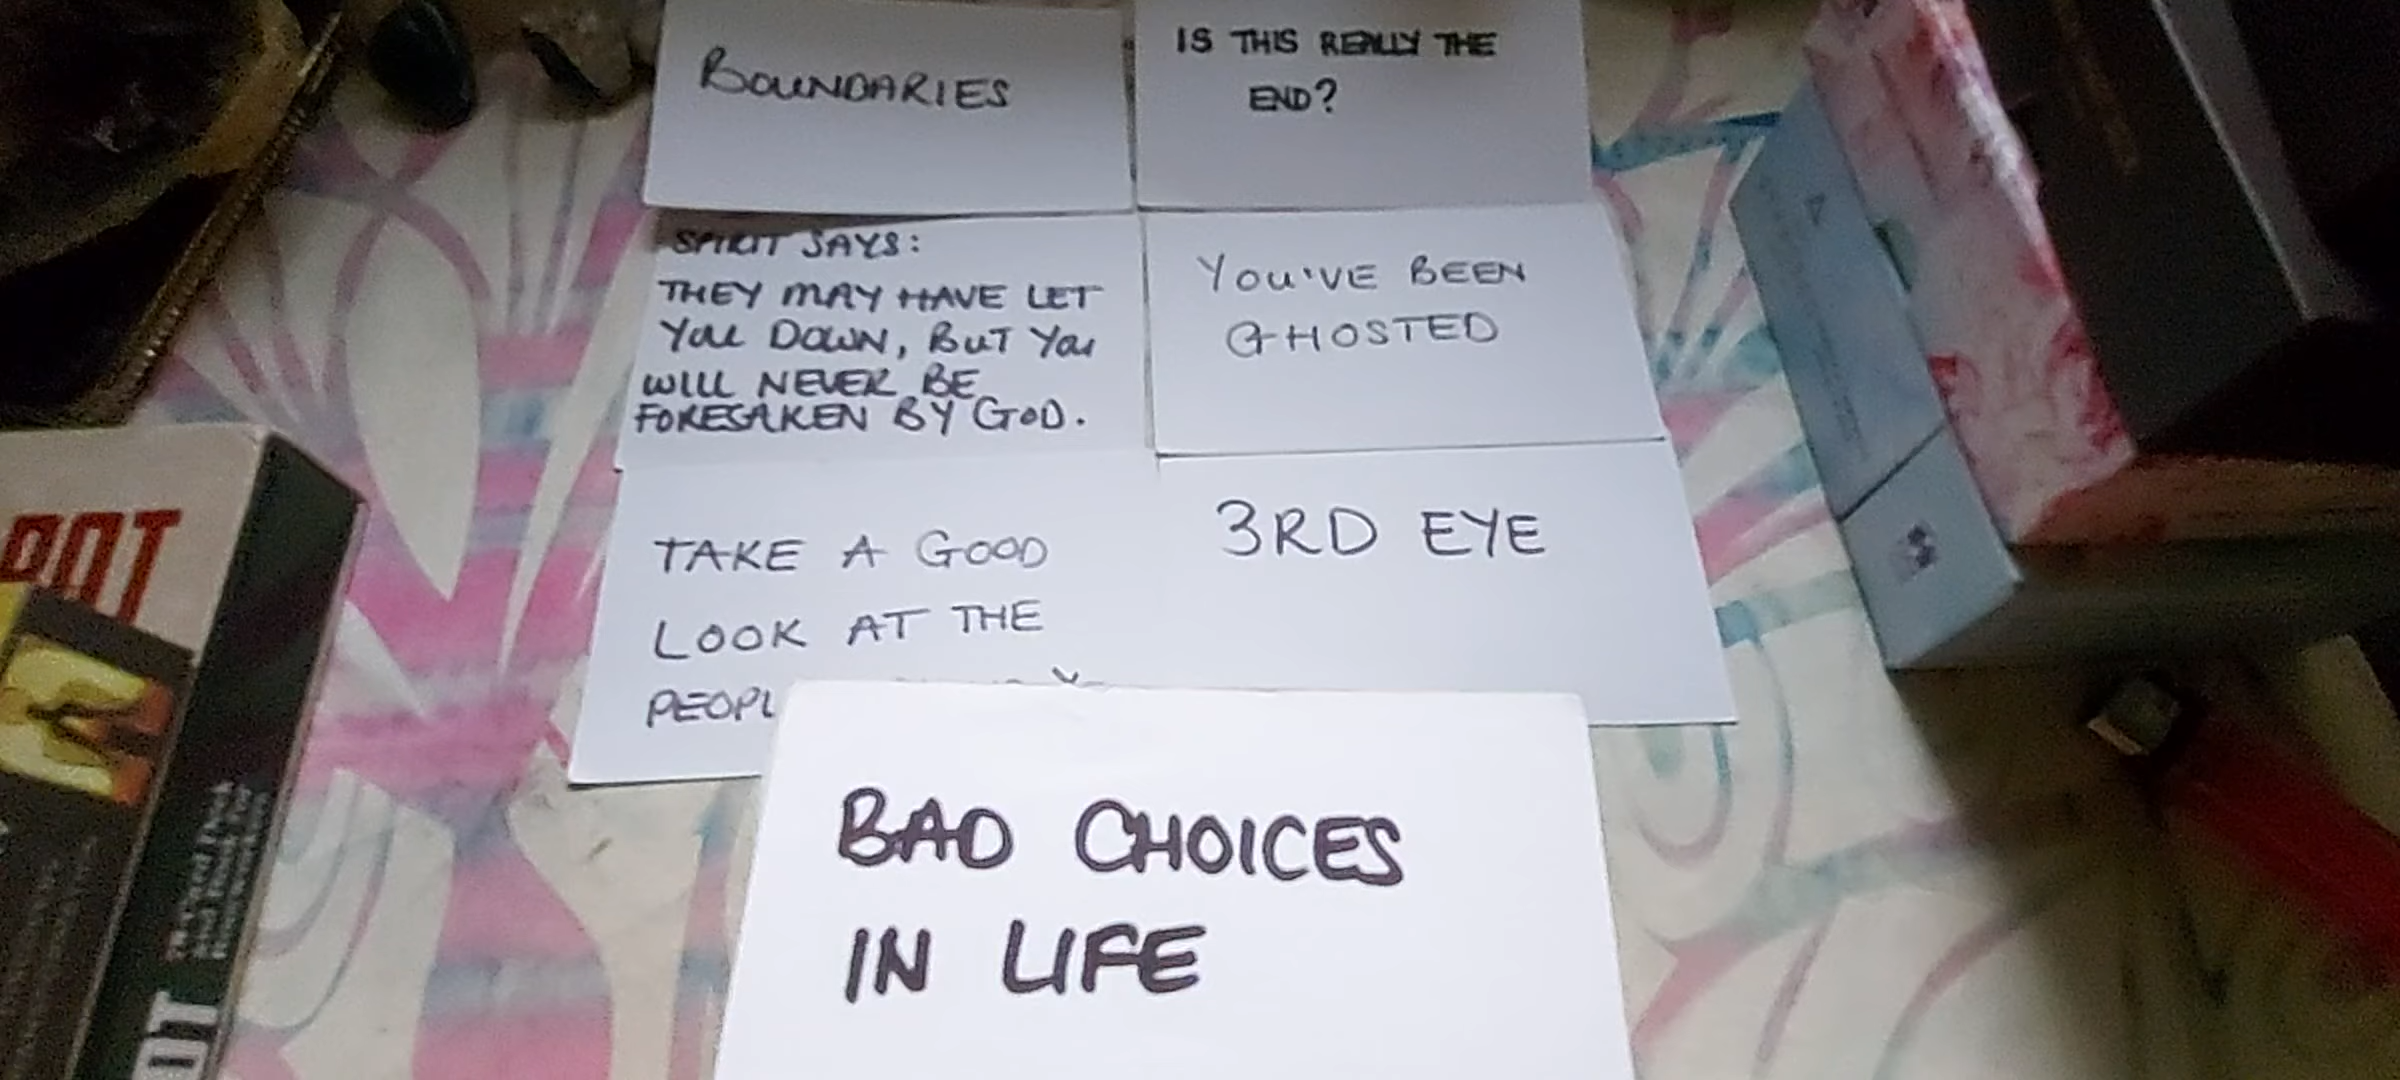 BOUNDARIES
IS THIS REALLY THE
END?
SPIRIT SAYS:
THEY MAY HAVE LET
YOU DOWN, BUT YOU
WILL NEVER BE
FORESAKEN BY GOD.
YOU'VE BEEN
GHOSTED
TAKE A GOOD
LOOK AT THE
PEOPL
3RD EYE
BAD CHOICES
IN LIFE